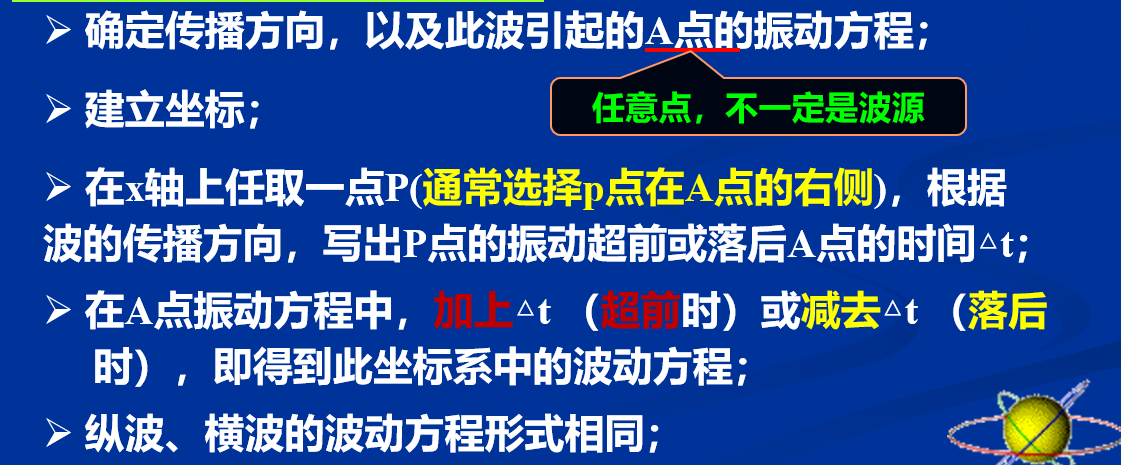 ➢ 确定传播方向，以及此波引起的A点的振动方程；
任意点，不一定是波源
➢ 建立坐标；
➢ 在x轴上任取一点P(通常选择p点在A点的右侧)，根据
波的传播方向，写出P点的振动超前或落后A点的时间△t；
➢ 在A点振动方程中，加上△t （超前时）或减去△t （落后
时），即得到此坐标系中的波动方程；
➢ 纵波、横波的波动方程形式相同；